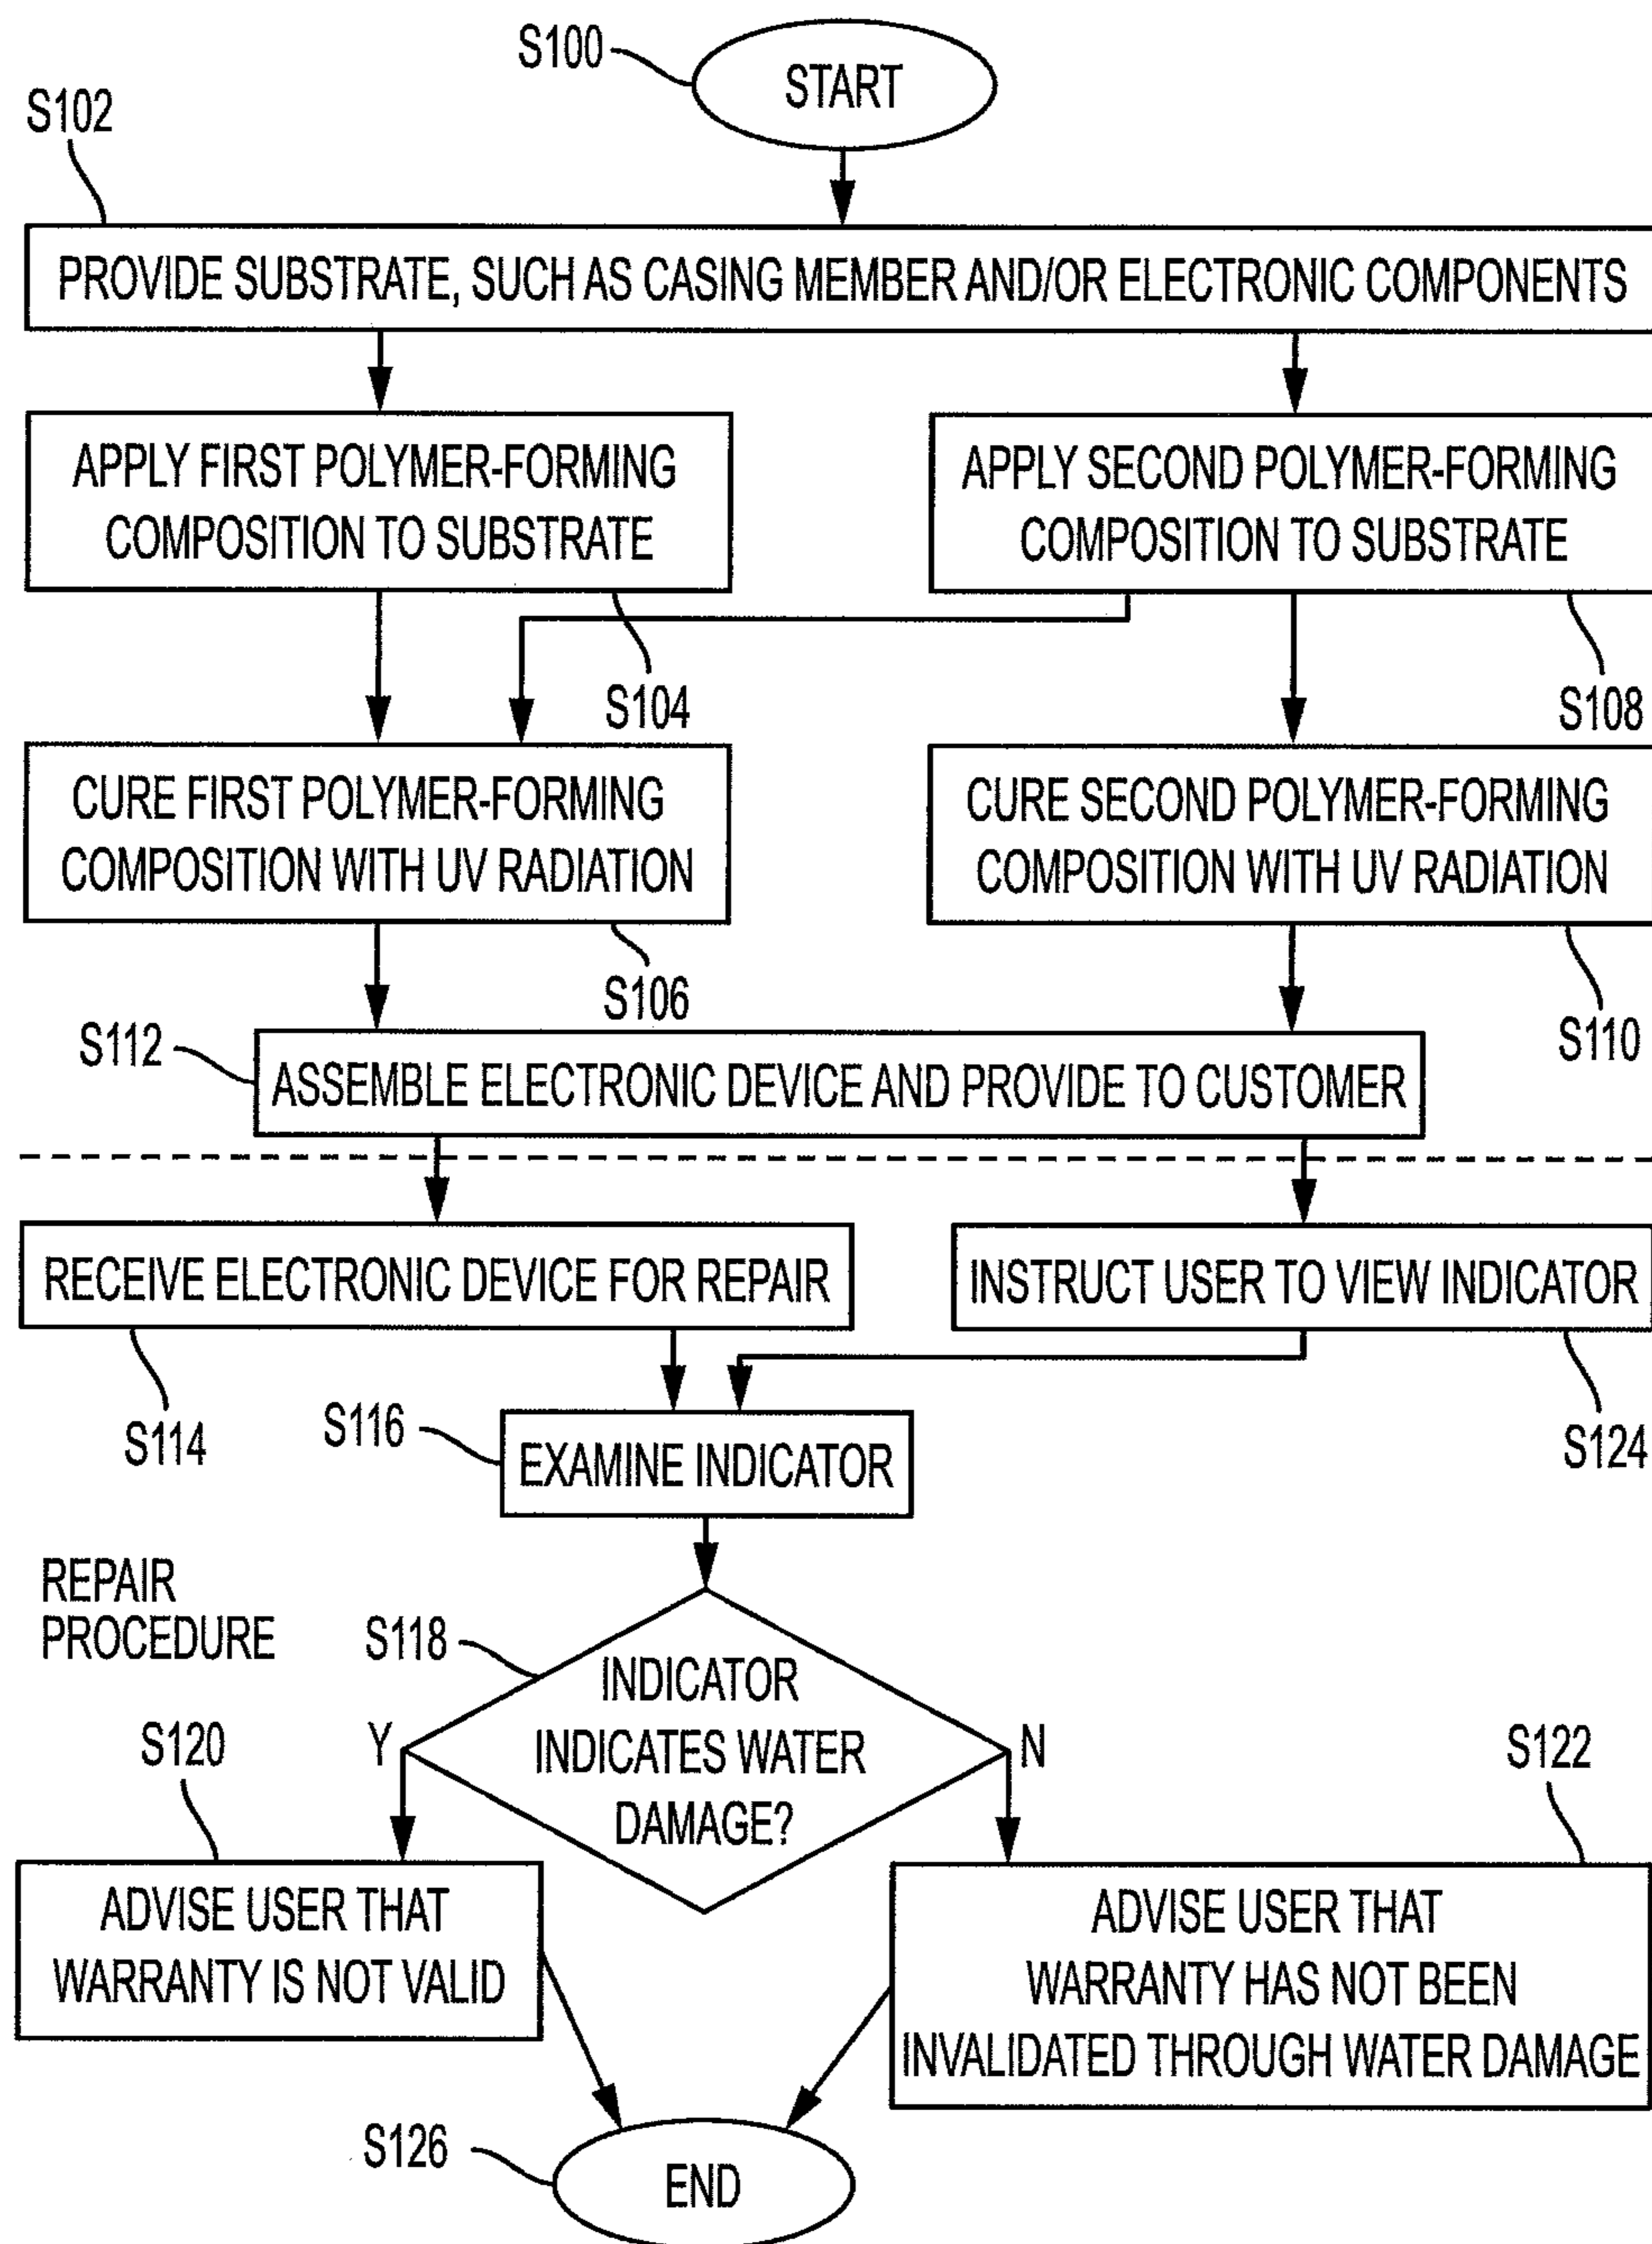 S100
START
S102
PROVIDE SUBSTRATE, SUCH AS CASING MEMBER AND/OR ELECTRONIC COMPONENTS
APPLY FIRST POLYMER-FORMING
COMPOSITION TO SUBSTRATE
APPLY SECOND POLYMER-FORMING
COMPOSITION TO SUBSTRATE
S104
S108
CURE FIRST POLYMER-FORMING
COMPOSITION WITH UV RADIATION
CURE SECOND POLYMER-FORMING
COMPOSITION WITH UV RADIATION
S106
S110
S112
ASSEMBLE ELECTRONIC DEVICE AND PROVIDE TO CUSTOMER
RECEIVE ELECTRONIC DEVICE FOR REPAIR
INSTRUCT USER TO VIEW INDICATOR
S114
S116
EXAMINE INDICATOR
S124
REPAIR
PROCEDURE
S118
INDICATOR
INDICATES WATER
DAMAGE?
Y
N
S120
S122
ADVISE USER THAT
WARRANTY IS NOT VALID
ADVISE USER THAT
WARRANTY HAS NOT BEEN
INVALIDATED THROUGH WATER DAMAGE
S126
END